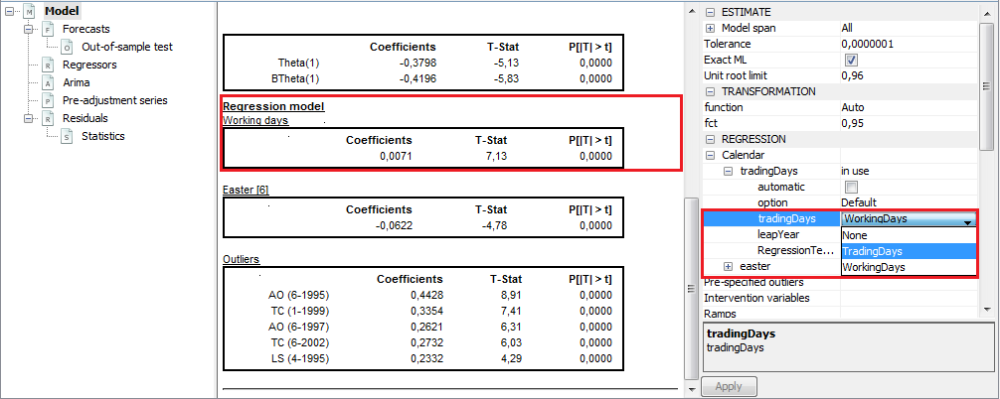 Model
Forecasts
Out-of-sample test
Regressors
Arima
Pre-adjustment series
Residuals
Statistics
Coefficients T-Stat P[|T| > t]
Theta(1) -0,3798 -5,13 0,0000
BTheta(1) -0,4196 -5,83 0,0000
Regression model
Working days
Coefficients T-Stat P[|T| > t]
0,0071 7,13 0,0000
Easter [6]
Coefficients T-Stat P[|T| > t]
-0,0622 -4,78 0,0000
Outliers
Coefficients T-Stat P[|T| > t]
AO (6-1995) 0,4428 8,91 0,0000
TC (1-1999) 0,3354 7,41 0,0000
AO (6-1997) 0,2621 6,31 0,0000
TC (6-2002) 0,2732 6,03 0,0000
LS (4-1995) 0,2332 4,29 0,0000
ESTIMATE
Model span All
Tolerance 0,0000001
Exact ML
Unit root limit 0,96
TRANSFORMATION
function Auto
fct 0,95
REGRESSION
Calendar
tradingDays in use
automatic
option Default
tradingDays WorkingDays
leapYear None
RegressionTe... TradingDays
easter WorkingDays
Pre-specified outliers
Intervention variables
Ramps
tradingDays
tradingDays
Apply